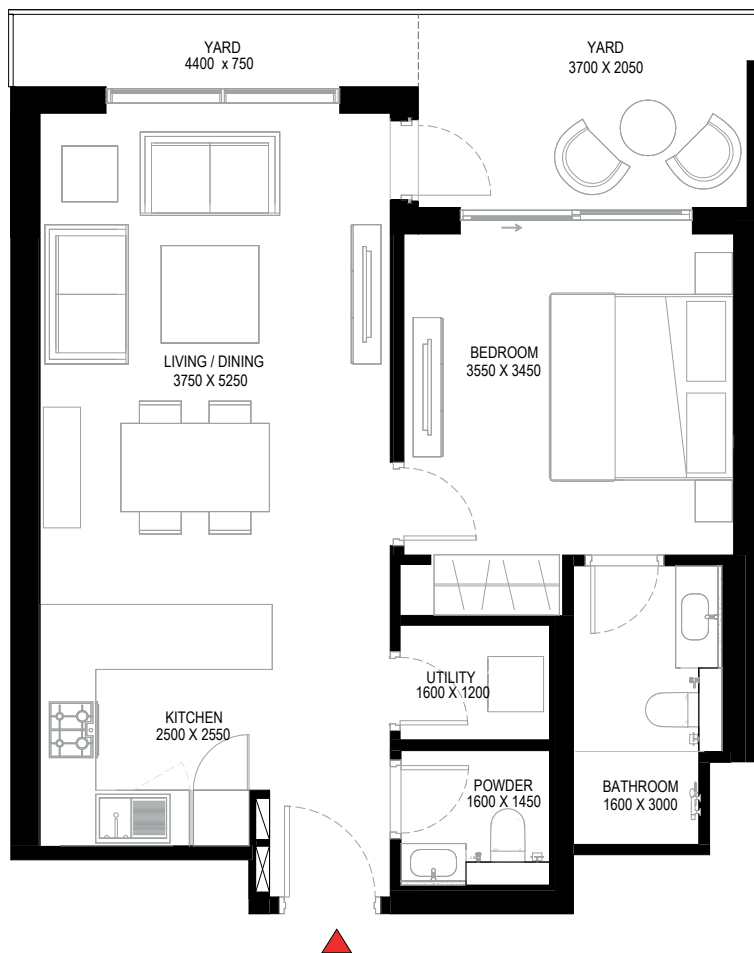 YARD
4400 x 750
YARD
3700 X 2050
LIVING / DINING
3750 X 5250
BEDROOM
3550 X 3450
UTILITY
1600 X 1200
KITCHEN
2500 X 2550
POWDER
1600 X 1450
BATHROOM
1600 X 3000